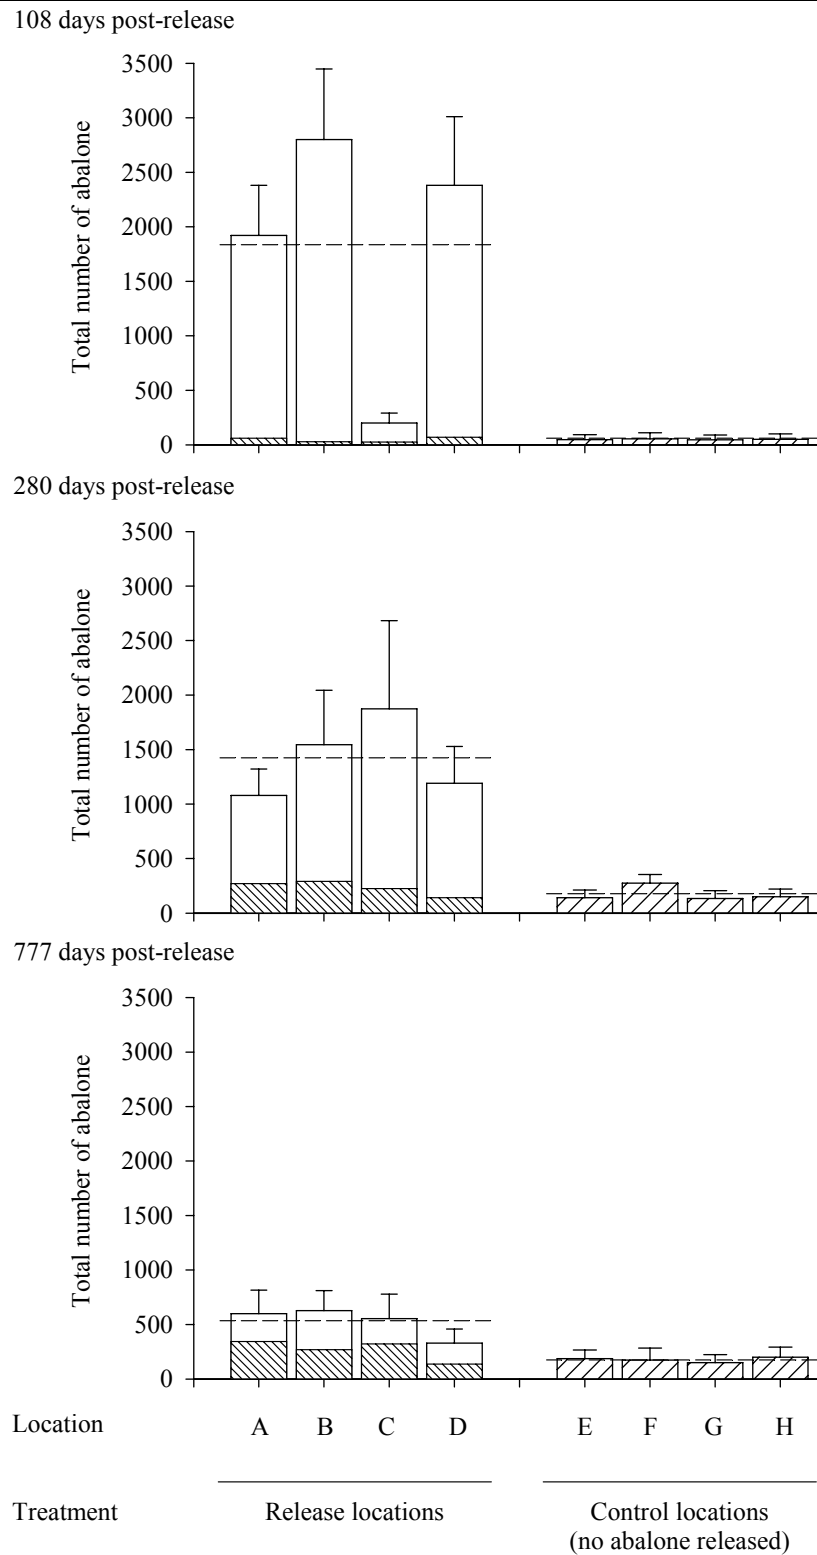 108 days post-release
3500
3000
2500
2000
1500
1000
500
0
Total number of abalone
280 days post-release
3500
3000
2500
2000
1500
1000
500
0
Total number of abalone
777 days post-release
3500
3000
2500
2000
1500
1000
500
0
Total number of abalone
Location A B C D E F G H
Treatment Release locations Control locations
(no abalone released)